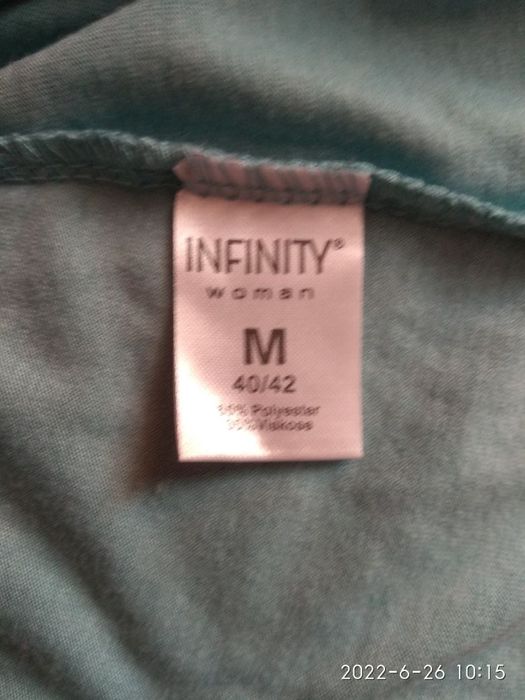 INFINITY®
woman
M
40/42
Polyester
Viskose
2022-6-26 10:15